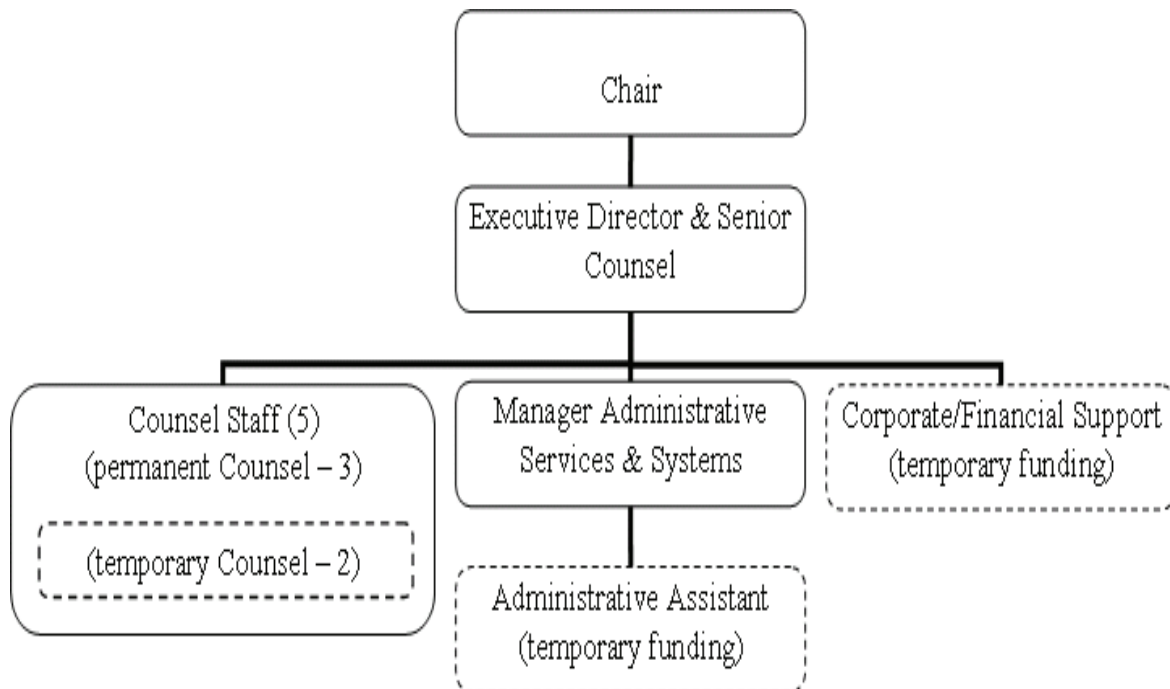 Chair
Executive Director & Senior
Counsel
Counsel Staff (5)
(permanent Counsel – 3)
(temporary Counsel – 2)
Manager Administrative
Services & Systems
Administrative Assistant
(temporary funding)
Corporate/Financial Support
(temporary funding)